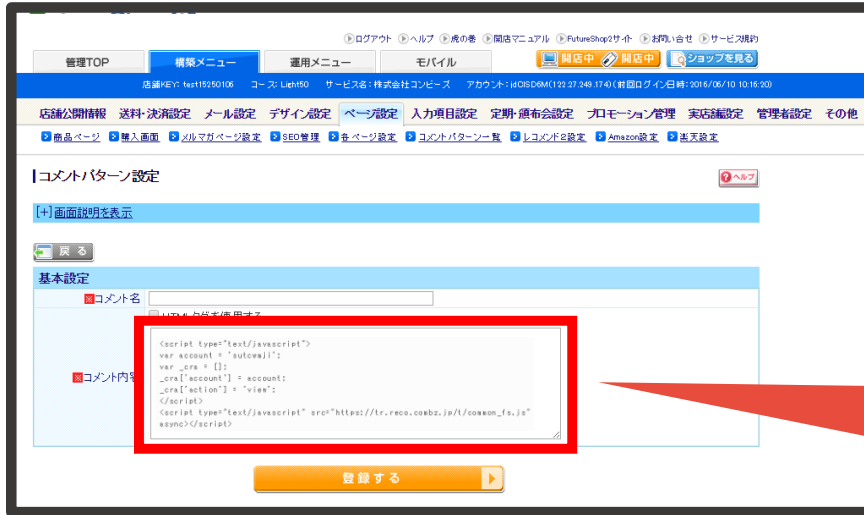 ログアウト ヘルプ 虎の巻 開店マニュアル FutureShop2サイト お問い合せ サービス規約
管理TOP 構築メニュー 運用メニュー モバイル 開店中 開店中 ショップを見る
店舗KEY: test15250106 コース: Light50 サービス名: 株式会社コンビーズ アカウント: idOISD6M(122.27.249.174)(前回ログイン日時:2016/06/10 10:16:20)
店舗公開情報 送料・決済設定 メール設定 デザイン設定 ページ設定 入力項目設定 定期・頒布会設定 プロモーション管理 実店舗設定 管理者設定 その他
商品ページ 購入画面 メルマガページ設定 SEO管理 各ページ設定 コメントパターン一覧 レコメンド2設定 Amazon設定 楽天設定
コメントパターン設定 ?ヘルプ
[+]画面説明を表示
戻る
基本設定
※コメント名
HTMLタグを使用する
※コメント内容
<script type="text/javascript">
var account = 'sutcwaji';
var _cra = [];
_cra['account'] = account;
_cra['action'] = 'view';
</script>
<script type="text/javascript" src="https://tr.reco.combz.jp/t/common_fs.js"
async></script>
登録する